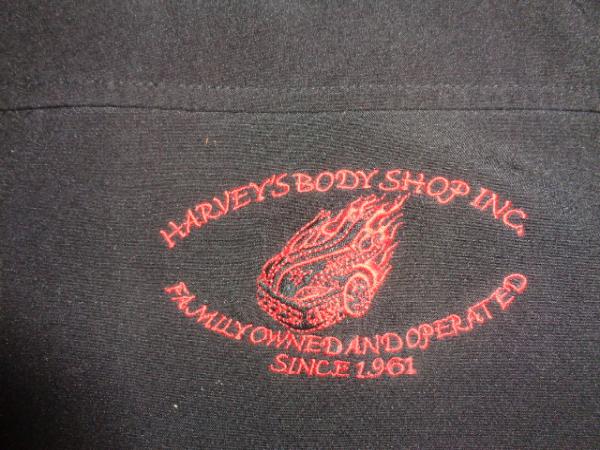 HARVEY'S BODY SHOP INC.
FAMILY OWNED AND OPERATED
SINCE 1961